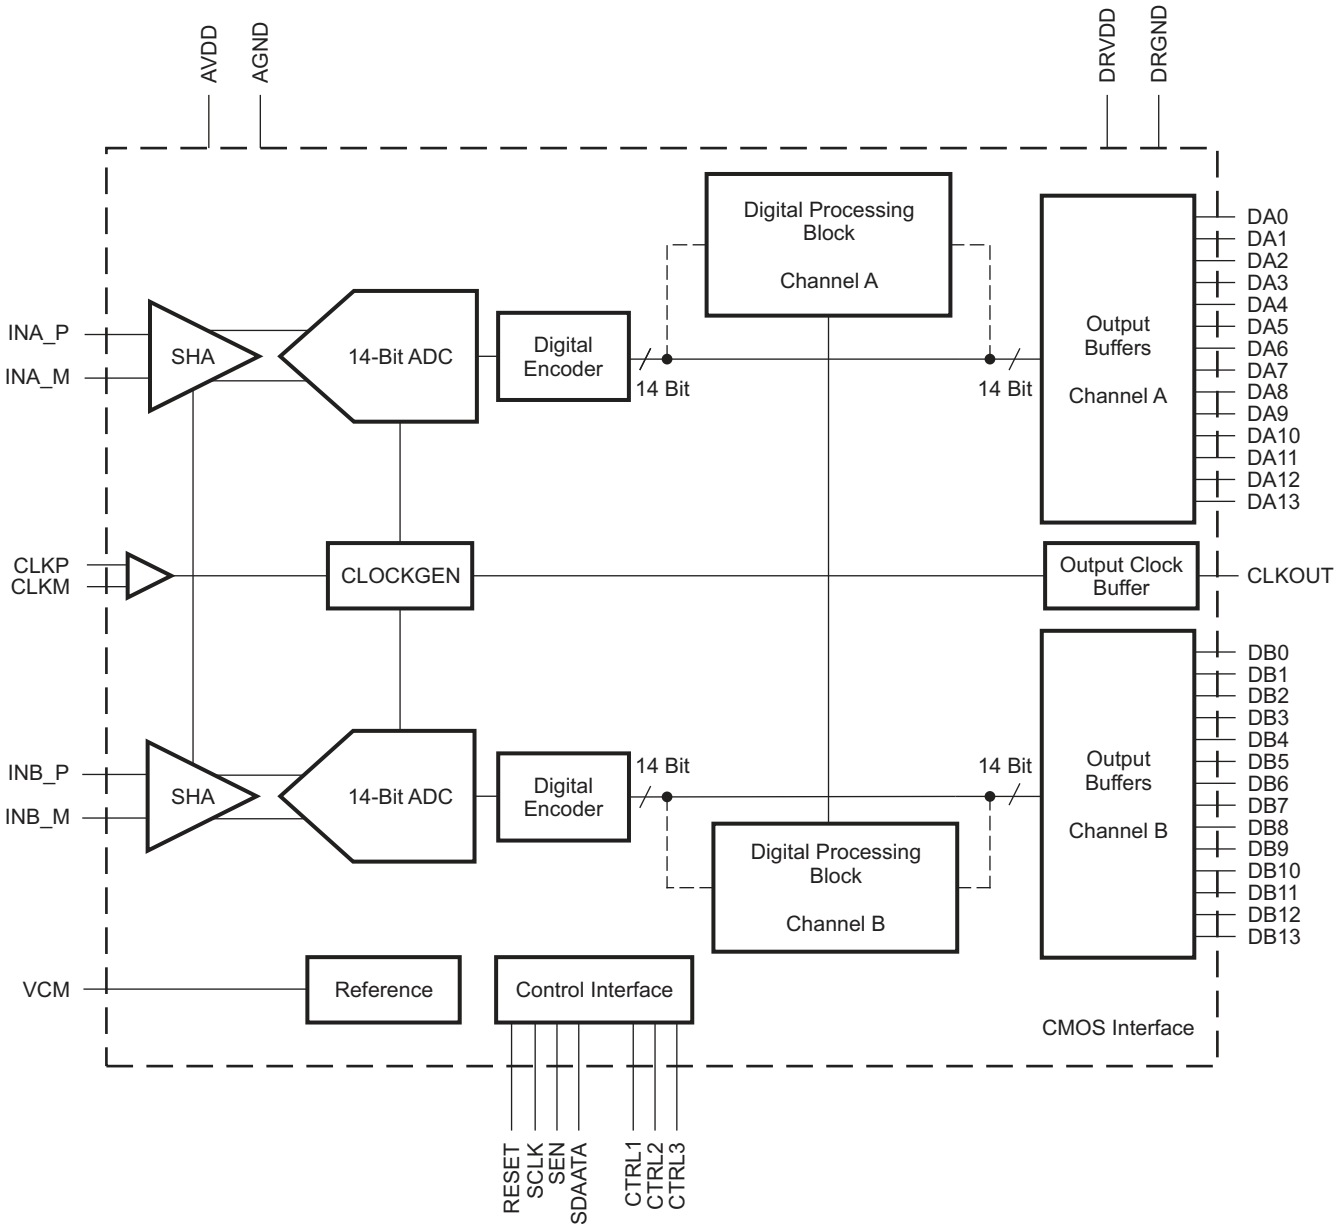 AVDD
AGND
DRVDD
DRGND
Digital Processing
Block
Channel A
INA_P
INA_M
SHA
14-Bit ADC
Digital
Encoder
14 Bit
14 Bit
Output
Buffers
Channel A
DA0
DA1
DA2
DA3
DA4
DA5
DA6
DA7
DA8
DA9
DA10
DA11
DA12
DA13
CLKP
CLKM
CLOCKGEN
Output Clock
Buffer
CLKOUT
INB_P
INB_M
SHA
14-Bit ADC
Digital
Encoder
14 Bit
14 Bit
Digital Processing
Block
Channel B
Output
Buffers
Channel B
DB0
DB1
DB2
DB3
DB4
DB5
DB6
DB7
DB8
DB9
DB10
DB11
DB12
DB13
VCM
Reference
Control Interface
CMOS Interface
RESET
SCLK
SEN
SDAATA
CTRL1
CTRL2
CTRL3